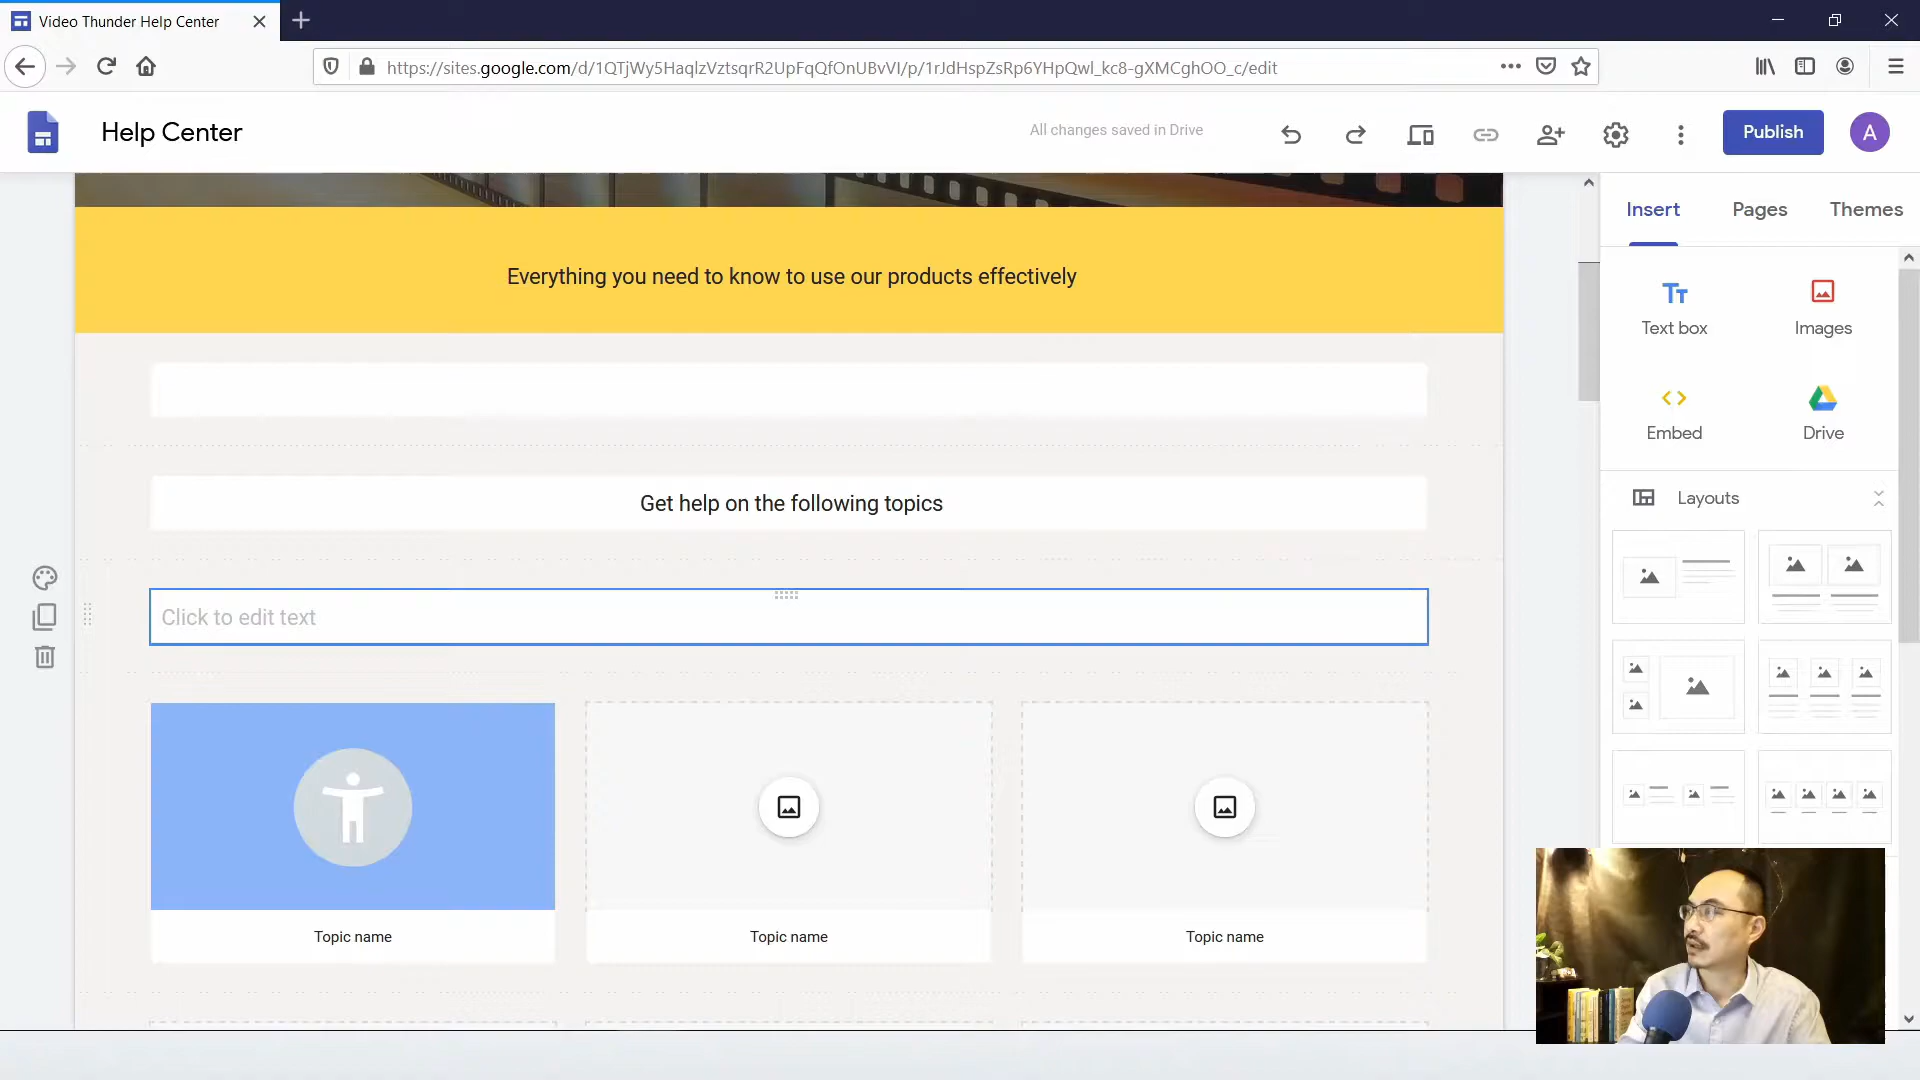 Video Thunder Help Center
https://sites.google.com/d/1QTjWy5HaqlzVztsqrR2UpFqQfOnUBvVI/p/1rJdHspZsRp6YHpQwl_kc8-gXMCghOO_c/edit
Help Center
All changes saved in Drive
Publish
A
Insert
Pages
Themes
Everything you need to know to use our products effectively
Text box
Images
Embed
Drive
Get help on the following topics
Layouts
Click to edit text
Topic name
Topic name
Topic name